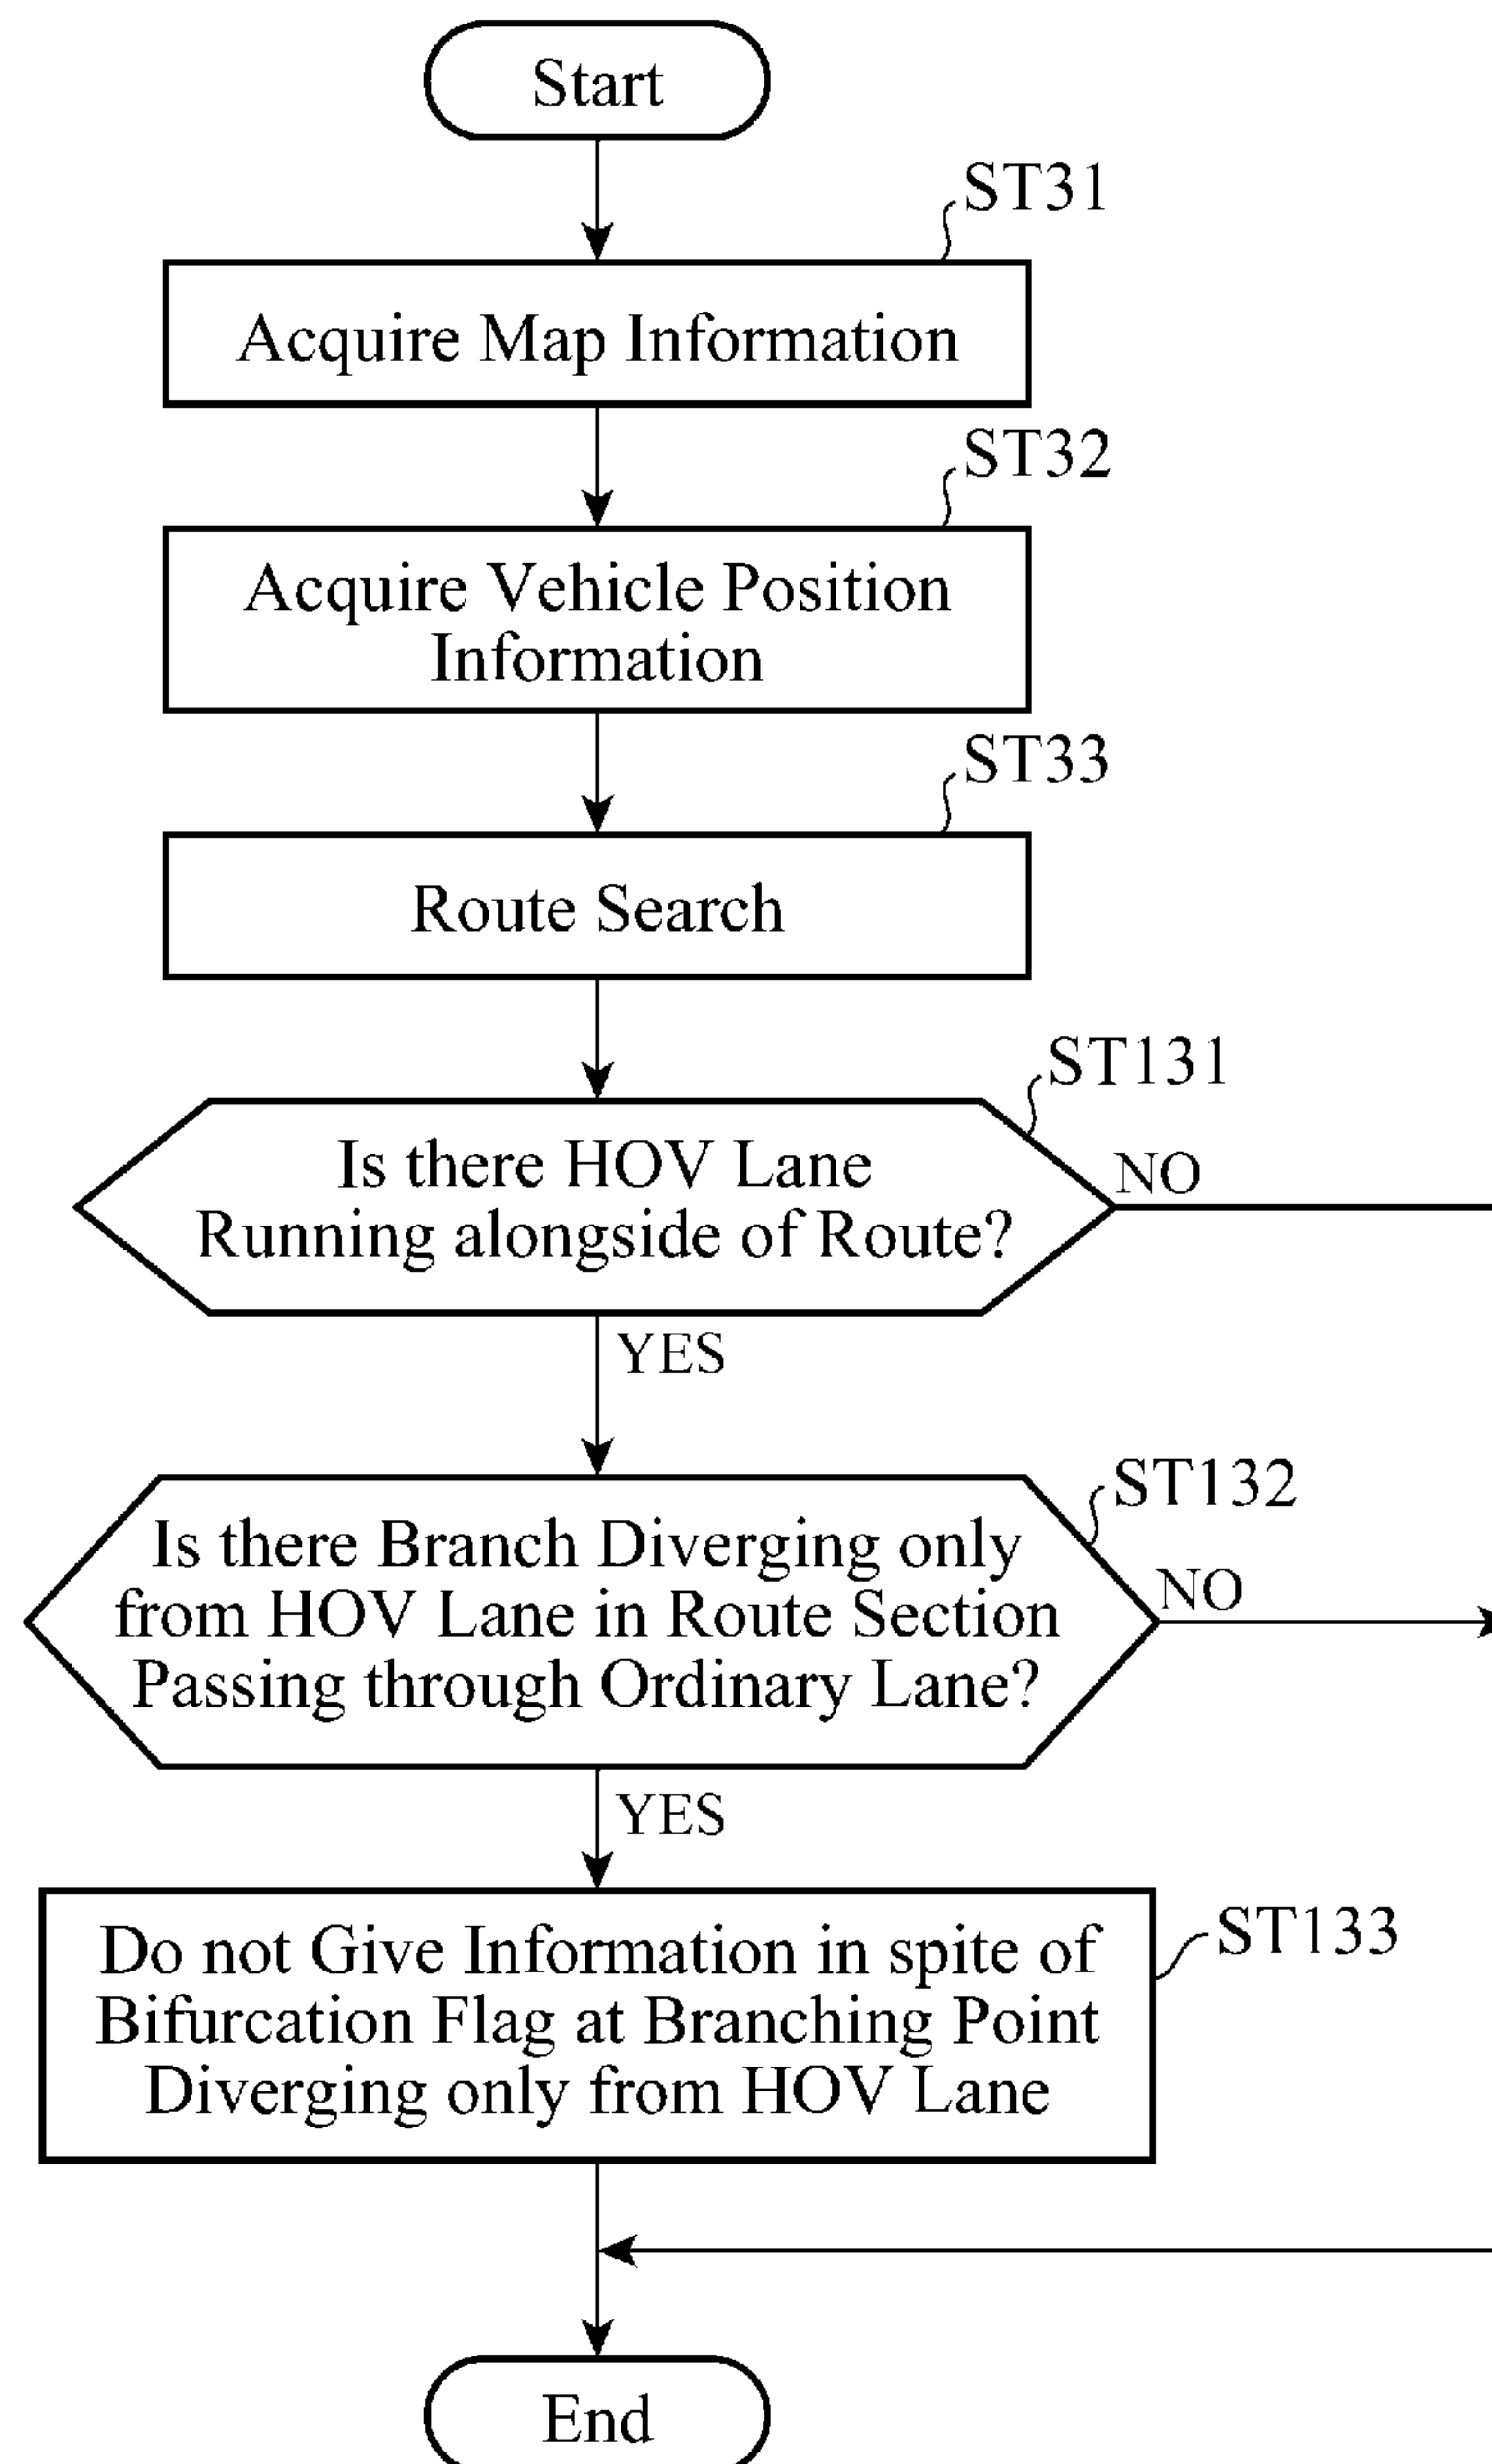 Start
ST31
Acquire Map Information
ST32
Acquire Vehicle Position
Information
ST33
Route Search
ST131
Is there HOV Lane
Running alongside of Route?
NO
YES
ST132
Is there Branch Diverging only
from HOV Lane in Route Section
Passing through Ordinary Lane?
NO
YES
ST133
Do not Give Information in spite of
Bifurcation Flag at Branching Point
Diverging only from HOV Lane
End